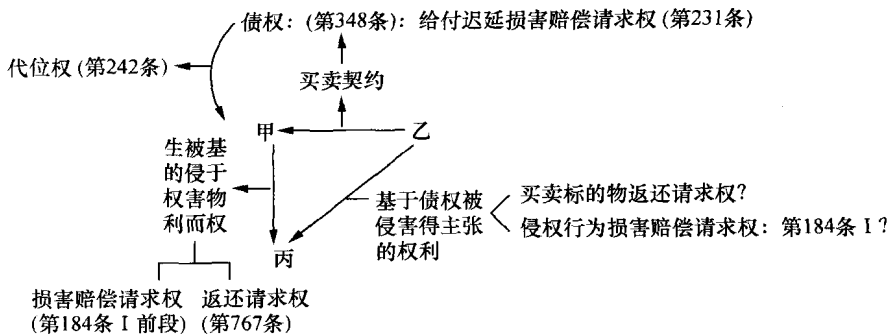 债权：(第348条)：给付迟延损害赔偿请求权 (第231条)
代位权 (第242条)
买卖契约
甲
乙
生被基
的侵于
权害物
利而权
基于债权被
侵害得主张
的权利
买卖标的物返还请求权？
侵权行为损害赔偿请求权：第184条Ⅰ？
丙
损害赔偿请求权
(第184条Ⅰ前段)
返还请求权
(第767条)